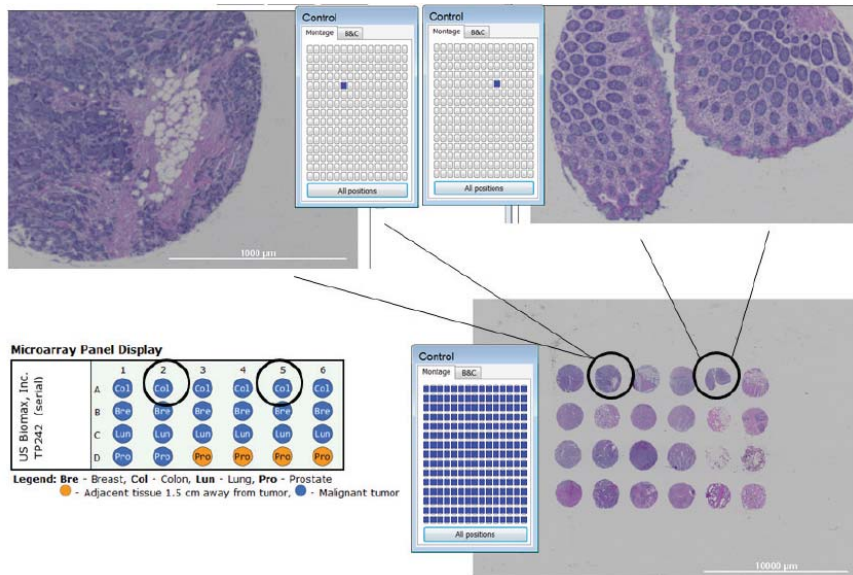 Control
Montage B&C
All positions
Control
Montage B&C
All positions
1000 µm
Microarray Panel Display
US Biomax, Inc.
TP242 (serial)
1 2 3 4 5 6
A Col Col Col Col Col Col
B Bre Bre Bre Bre Bre Bre
C Lun Lun Lun Lun Lun Lun
D Pro Pro Pro Pro Pro Pro
Legend: Bre - Breast, Col - Colon, Lun - Lung, Pro - Prostate
- Adjacent tissue 1.5 cm away from tumor, - Malignant tumor
Control
Montage B&C
All positions
10000 µm